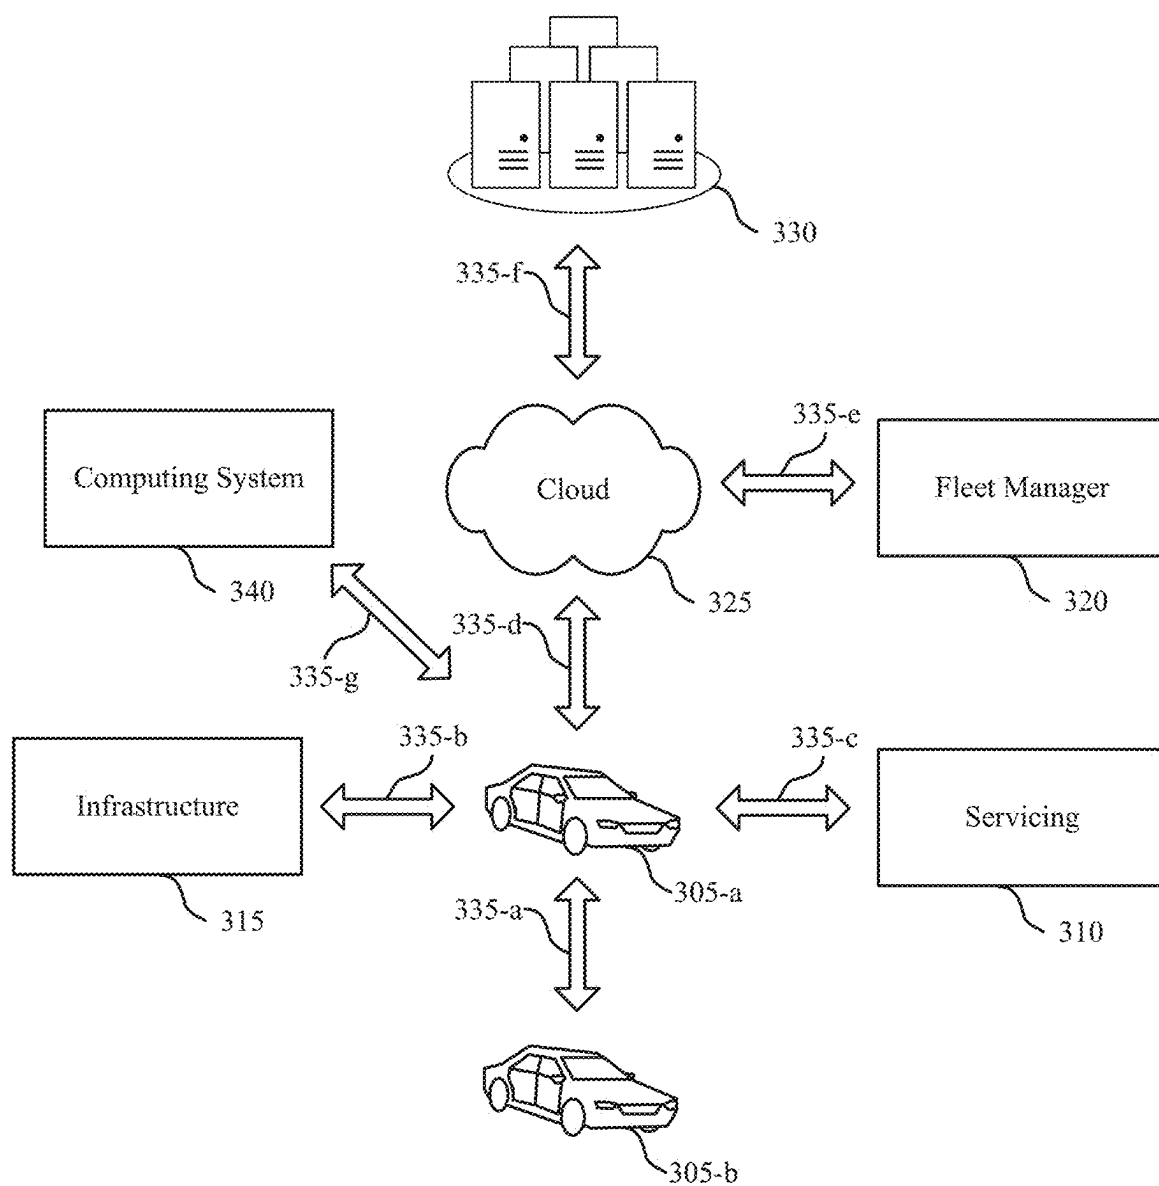 330
335-f
335-e
Computing System
Cloud
Fleet Manager
340
325
320
335-d
335-g
335-b
335-c
Infrastructure
Servicing
305-a
335-a
315
310
305-b